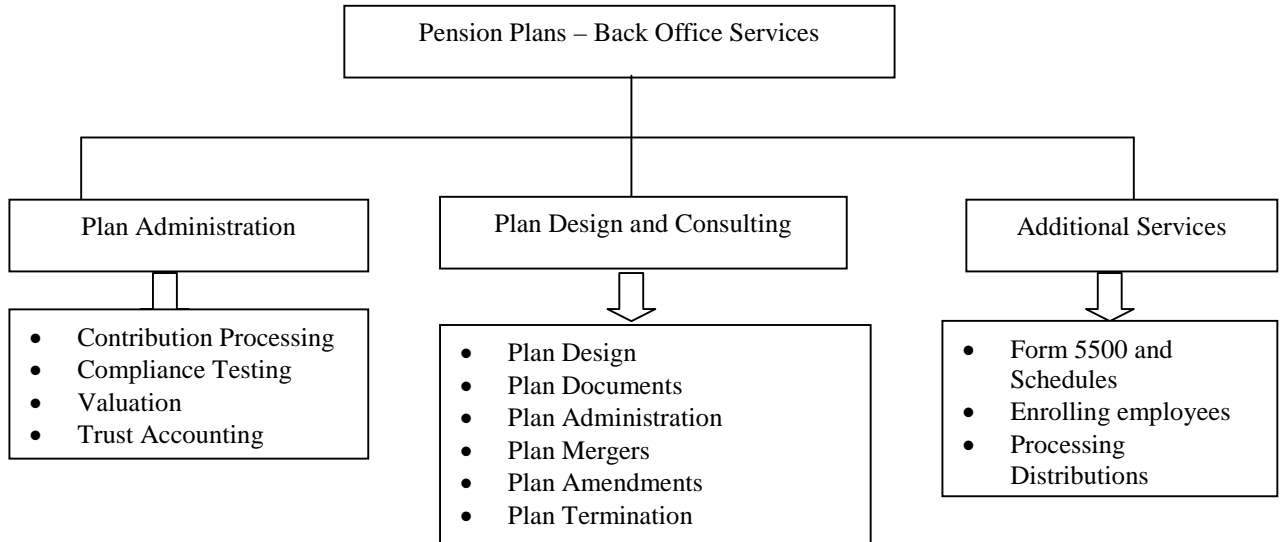 Pension Plans – Back Office Services
Plan Administration
Plan Design and Consulting
Additional Services
• Contribution Processing
• Compliance Testing
• Valuation
• Trust Accounting
• Plan Design
• Plan Documents
• Plan Administration
• Plan Mergers
• Plan Amendments
• Plan Termination
• Form 5500 and
Schedules
• Enrolling employees
• Processing
Distributions